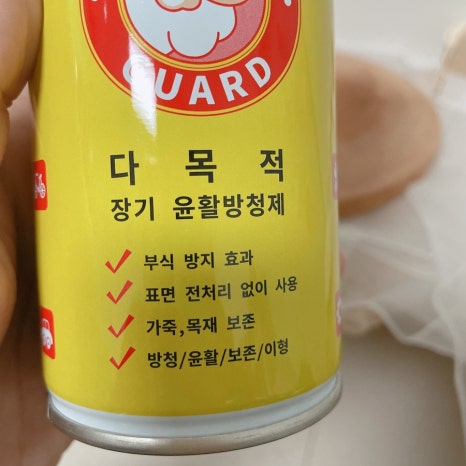 GUARD
다 목 적
장기 윤활방청제
부식 방지 효과
표면 전처리 없이 사용
가죽,목재 보존
방청/윤활/보존/이형